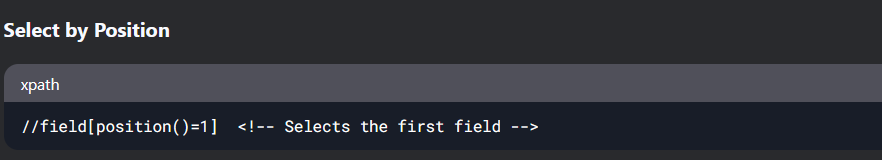 Select by Position
xpath
//field[position()=1]  <!-- Selects the first field -->